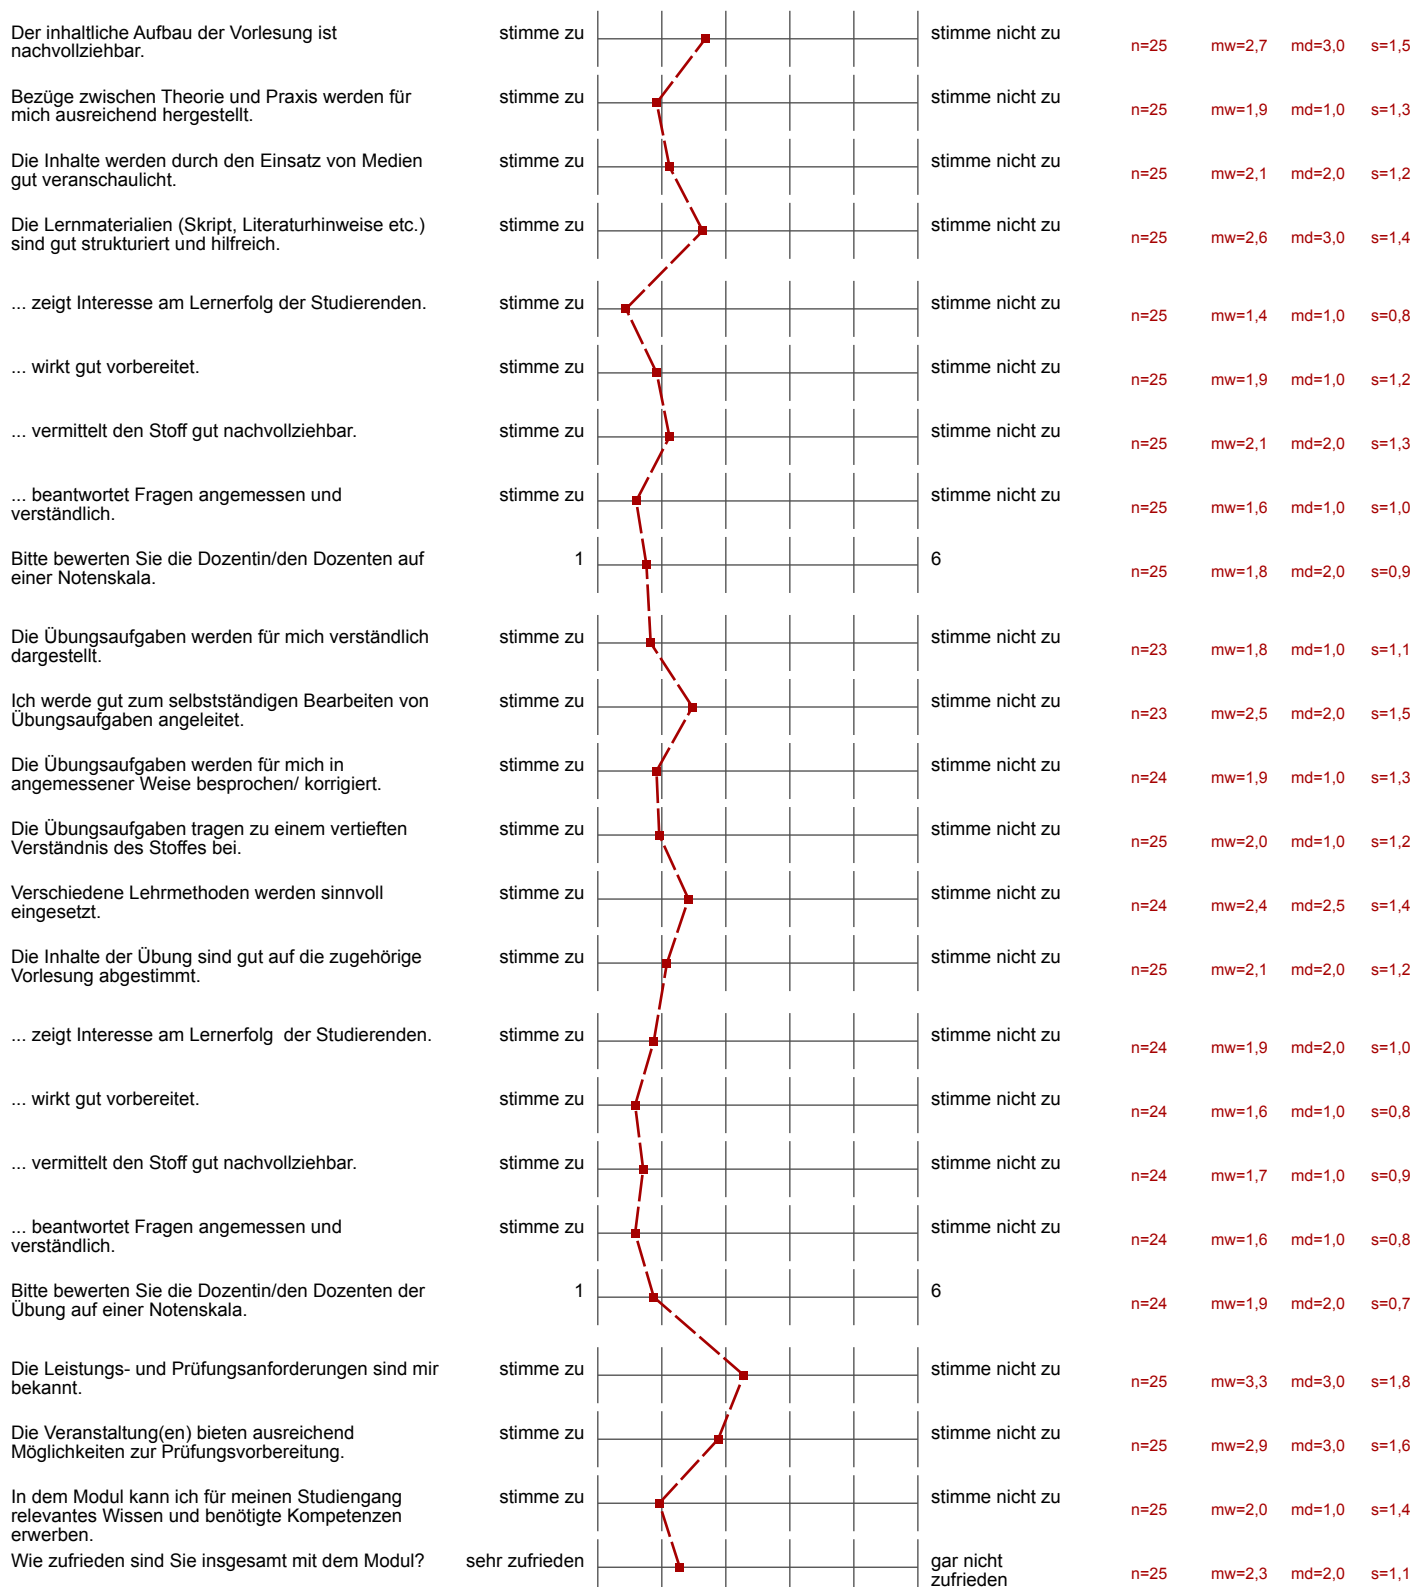 Der inhaltliche Aufbau der Vorlesung ist
nachvollziehbar.
stimme zu
stimme nicht zu
n=25 mw=2,7 md=3,0 s=1,5
Bezüge zwischen Theorie und Praxis werden für
mich ausreichend hergestellt.
stimme zu
stimme nicht zu
n=25 mw=1,9 md=1,0 s=1,3
Die Inhalte werden durch den Einsatz von Medien
gut veranschaulicht.
stimme zu
stimme nicht zu
n=25 mw=2,1 md=2,0 s=1,2
Die Lernmaterialien (Skript, Literaturhinweise etc.)
sind gut strukturiert und hilfreich.
stimme zu
stimme nicht zu
n=25 mw=2,6 md=3,0 s=1,4
... zeigt Interesse am Lernerfolg der Studierenden.
stimme zu
stimme nicht zu
n=25 mw=1,4 md=1,0 s=0,8
... wirkt gut vorbereitet.
stimme zu
stimme nicht zu
n=25 mw=1,9 md=1,0 s=1,2
... vermittelt den Stoff gut nachvollziehbar.
stimme zu
stimme nicht zu
n=25 mw=2,1 md=2,0 s=1,3
... beantwortet Fragen angemessen und
verständlich.
stimme zu
stimme nicht zu
n=25 mw=1,6 md=1,0 s=1,0
Bitte bewerten Sie die Dozentin/den Dozenten auf
einer Notenskala.
1
6
n=25 mw=1,8 md=2,0 s=0,9
Die Übungsaufgaben werden für mich verständlich
dargestellt.
stimme zu
stimme nicht zu
n=23 mw=1,8 md=1,0 s=1,1
Ich werde gut zum selbstständigen Bearbeiten von
Übungsaufgaben angeleitet.
stimme zu
stimme nicht zu
n=23 mw=2,5 md=2,0 s=1,5
Die Übungsaufgaben werden für mich in
angemessener Weise besprochen/ korrigiert.
stimme zu
stimme nicht zu
n=24 mw=1,9 md=1,0 s=1,3
Die Übungsaufgaben tragen zu einem vertieften
Verständnis des Stoffes bei.
stimme zu
stimme nicht zu
n=25 mw=2,0 md=1,0 s=1,2
Verschiedene Lehrmethoden werden sinnvoll
eingesetzt.
stimme zu
stimme nicht zu
n=24 mw=2,4 md=2,5 s=1,4
Die Inhalte der Übung sind gut auf die zugehörige
Vorlesung abgestimmt.
stimme zu
stimme nicht zu
n=25 mw=2,1 md=2,0 s=1,2
... zeigt Interesse am Lernerfolg der Studierenden.
stimme zu
stimme nicht zu
n=24 mw=1,9 md=2,0 s=1,0
... wirkt gut vorbereitet.
stimme zu
stimme nicht zu
n=24 mw=1,6 md=1,0 s=0,8
... vermittelt den Stoff gut nachvollziehbar.
stimme zu
stimme nicht zu
n=24 mw=1,7 md=1,0 s=0,9
... beantwortet Fragen angemessen und
verständlich.
stimme zu
stimme nicht zu
n=24 mw=1,6 md=1,0 s=0,8
Bitte bewerten Sie die Dozentin/den Dozenten der
Übung auf einer Notenskala.
1
6
n=24 mw=1,9 md=2,0 s=0,7
Die Leistungs- und Prüfungsanforderungen sind mir
bekannt.
stimme zu
stimme nicht zu
n=25 mw=3,3 md=3,0 s=1,8
Die Veranstaltung(en) bieten ausreichend
Möglichkeiten zur Prüfungsvorbereitung.
stimme zu
stimme nicht zu
n=25 mw=2,9 md=3,0 s=1,6
In dem Modul kann ich für meinen Studiengang
relevantes Wissen und benötigte Kompetenzen
erwerben.
stimme zu
stimme nicht zu
n=25 mw=2,0 md=1,0 s=1,4
Wie zufrieden sind Sie insgesamt mit dem Modul?
sehr zufrieden
gar nicht
zufrieden
n=25 mw=2,3 md=2,0 s=1,1